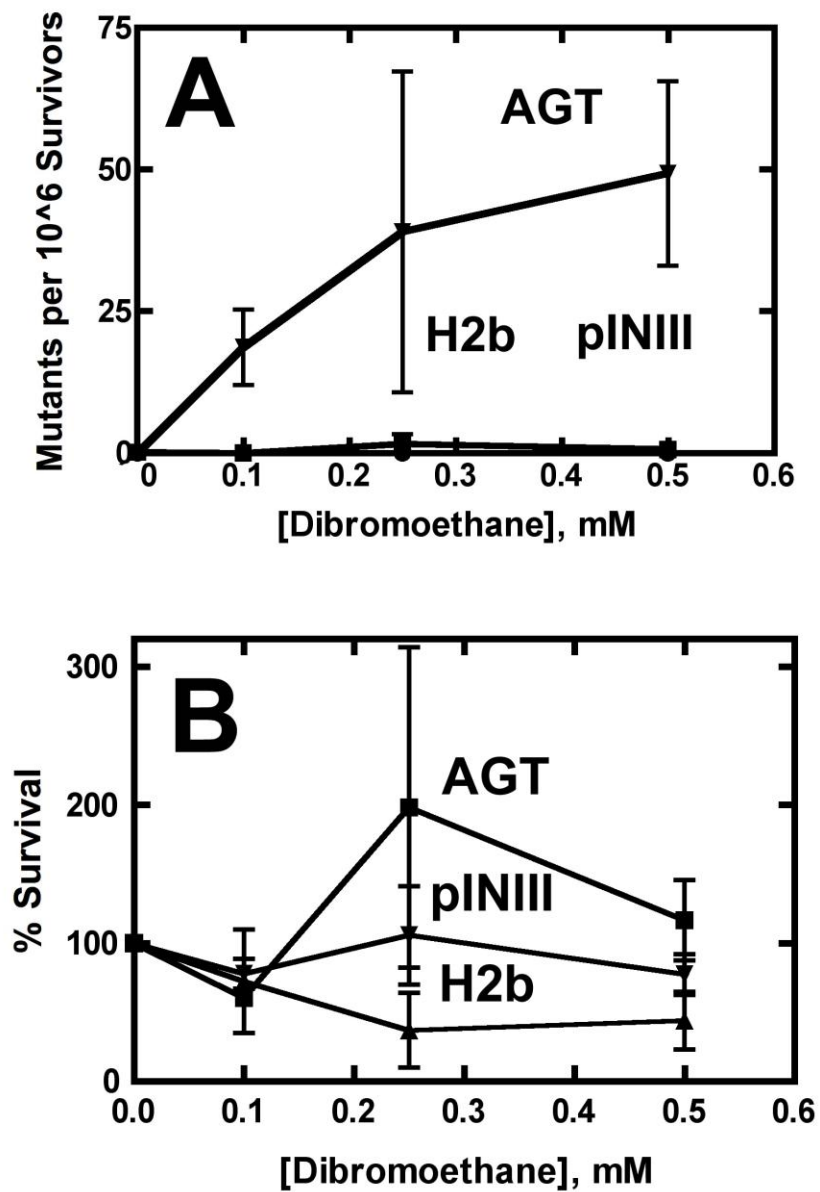 A
Mutants per 10^6 Survivors
75
50
25
0
AGT
H2b pINIII
0 0.1 0.2 0.3 0.4 0.5 0.6
[Dibromoethane], mM
B
% Survival
300
200
100
0
AGT
pINIII
H2b
0.0 0.1 0.2 0.3 0.4 0.5 0.6
[Dibromoethane], mM